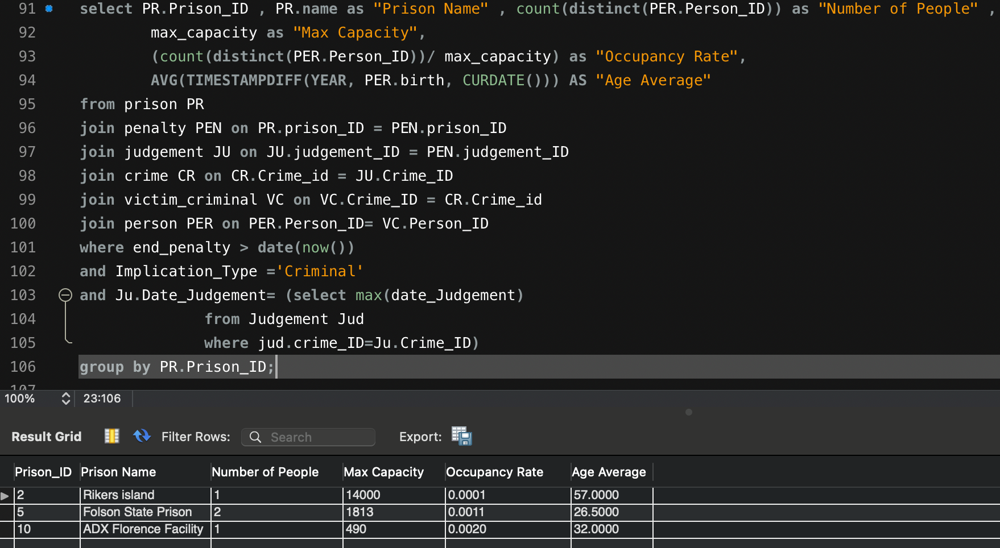 91 select PR.Prison_ID , PR.name as "Prison Name" , count(distinct(PER.Person_ID)) as "Number of People" ,
92 max_capacity as "Max Capacity",
93 (count(distinct(PER.Person_ID))/ max_capacity) as "Occupancy Rate",
94 AVG(TIMESTAMPDIFF(YEAR, PER.birth, CURDATE())) AS "Age Average"
95 from prison PR
96 join penalty PEN on PR.prison_ID = PEN.prison_ID
97 join judgement JU on JU.judgement_ID = PEN.judgement_ID
98 join crime CR on CR.Crime_id = JU.Crime_ID
99 join victim_criminal VC on VC.Crime_ID = CR.Crime_id
100 join person PER on PER.Person_ID= VC.Person_ID
101 where end_penalty > date(now())
102 and Implication_Type ='Criminal'
103 and Ju.Date_Judgement= (select max(date_Judgement)
104 from Judgement Jud
105 where jud.crime_ID=Ju.Crime_ID)
106 group by PR.Prison_ID;
107
100% 23:106
Result Grid Filter Rows: Search Export:
Prison_ID Prison Name Number of People Max Capacity Occupancy Rate Age Average
2 Rikers island 1 14000 0.0001 57.0000
5 Folson State Prison 2 1813 0.0011 26.5000
10 ADX Florence Facility 1 490 0.0020 32.0000